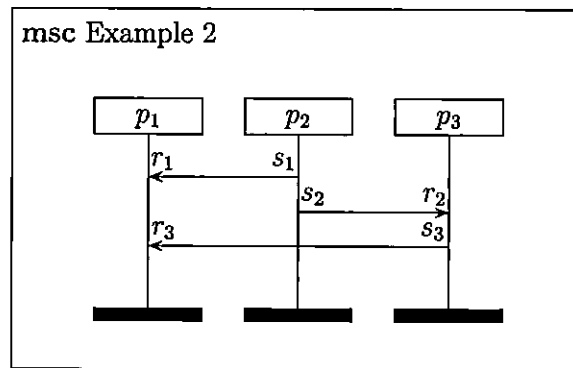 msc Example 2
p₁ p₂ p₃
r₁ s₁
s₂ r₂
r₃ s₃